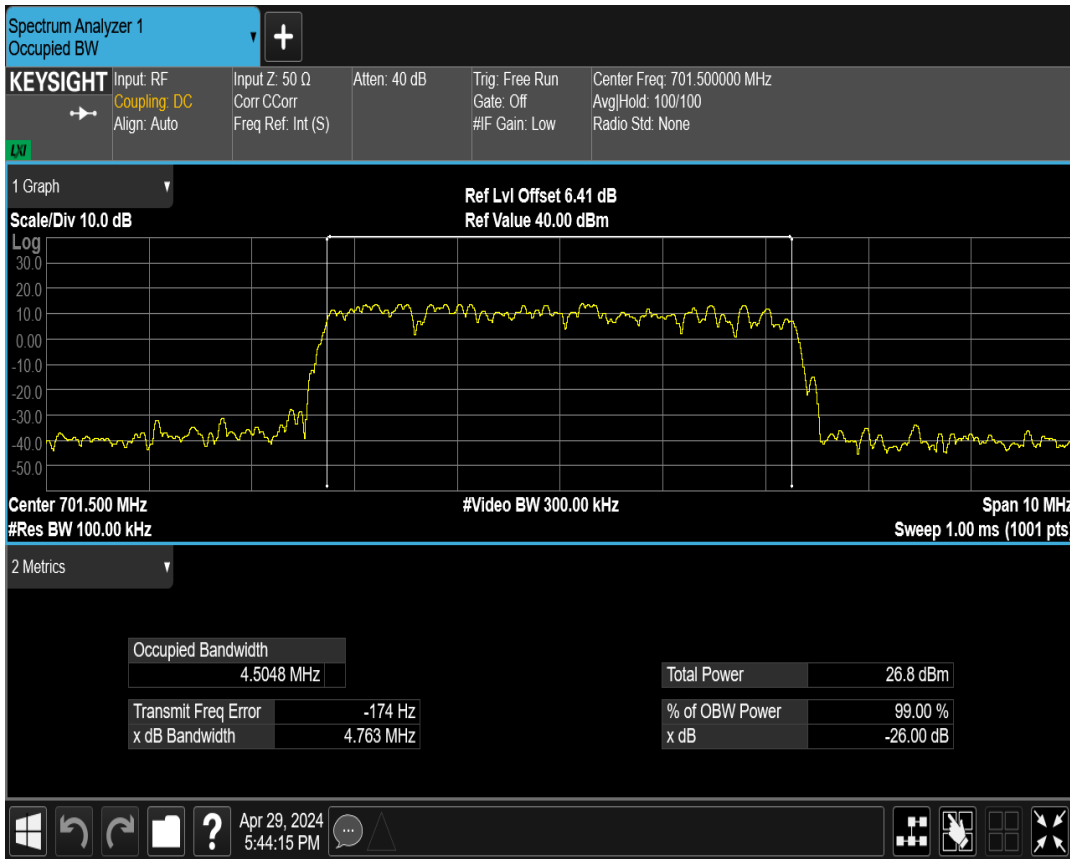 Spectrum Analyzer 1
Occupied BW
KEYSIGHT
LXI
Input: RF
Coupling: DC
Align: Auto
Input Z: 50 Ω
Corr CCorr
Freq Ref: Int (S)
Atten: 40 dB
Trig: Free Run
Gate: Off
#IF Gain: Low
Center Freq: 701.500000 MHz
Avg|Hold: 100/100
Radio Std: None
1 Graph
Scale/Div 10.0 dB
Ref Lvl Offset 6.41 dB
Ref Value 40.00 dBm
Log
30.0
20.0
10.0
0.00
-10.0
-20.0
-30.0
-40.0
-50.0
Center 701.500 MHz
#Video BW 300.00 kHz
Span 10 MHz
#Res BW 100.00 kHz
Sweep 1.00 ms (1001 pts)
2 Metrics
Occupied Bandwidth
4.5048 MHz
Transmit Freq Error -174 Hz
x dB Bandwidth 4.763 MHz
Total Power 26.8 dBm
% of OBW Power 99.00 %
x dB -26.00 dB
?
Apr 29, 2024
5:44:15 PM